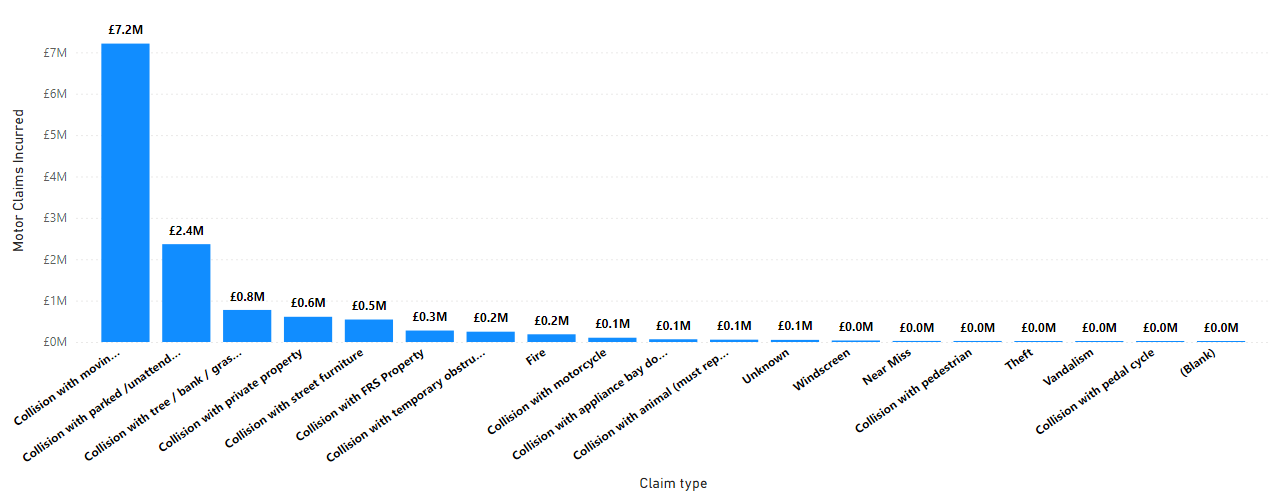 £7.2M
£7M
£6M
£5M
£4M
£3M
£2M
£1M
£0M
Motor Claims Incurred
£2.4M
£0.8M
£0.6M
£0.5M
£0.3M
£0.2M
£0.2M
£0.1M
£0.1M
£0.1M
£0.1M
£0.0M
£0.0M
£0.0M
£0.0M
£0.0M
£0.0M
£0.0M
Collision with movin...
Collision with parked /unattend...
Collision with tree / bank / gras...
Collision with private property
Collision with street furniture
Collision with FRS Property
Collision with temporary obstru...
Fire
Collision with motorcycle
Collision with appliance bay do...
Collision with animal (must rep...
Unknown
Windscreen
Near Miss
Collision with pedestrian
Theft
Vandalism
Collision with pedal cycle
(Blank)
Claim type